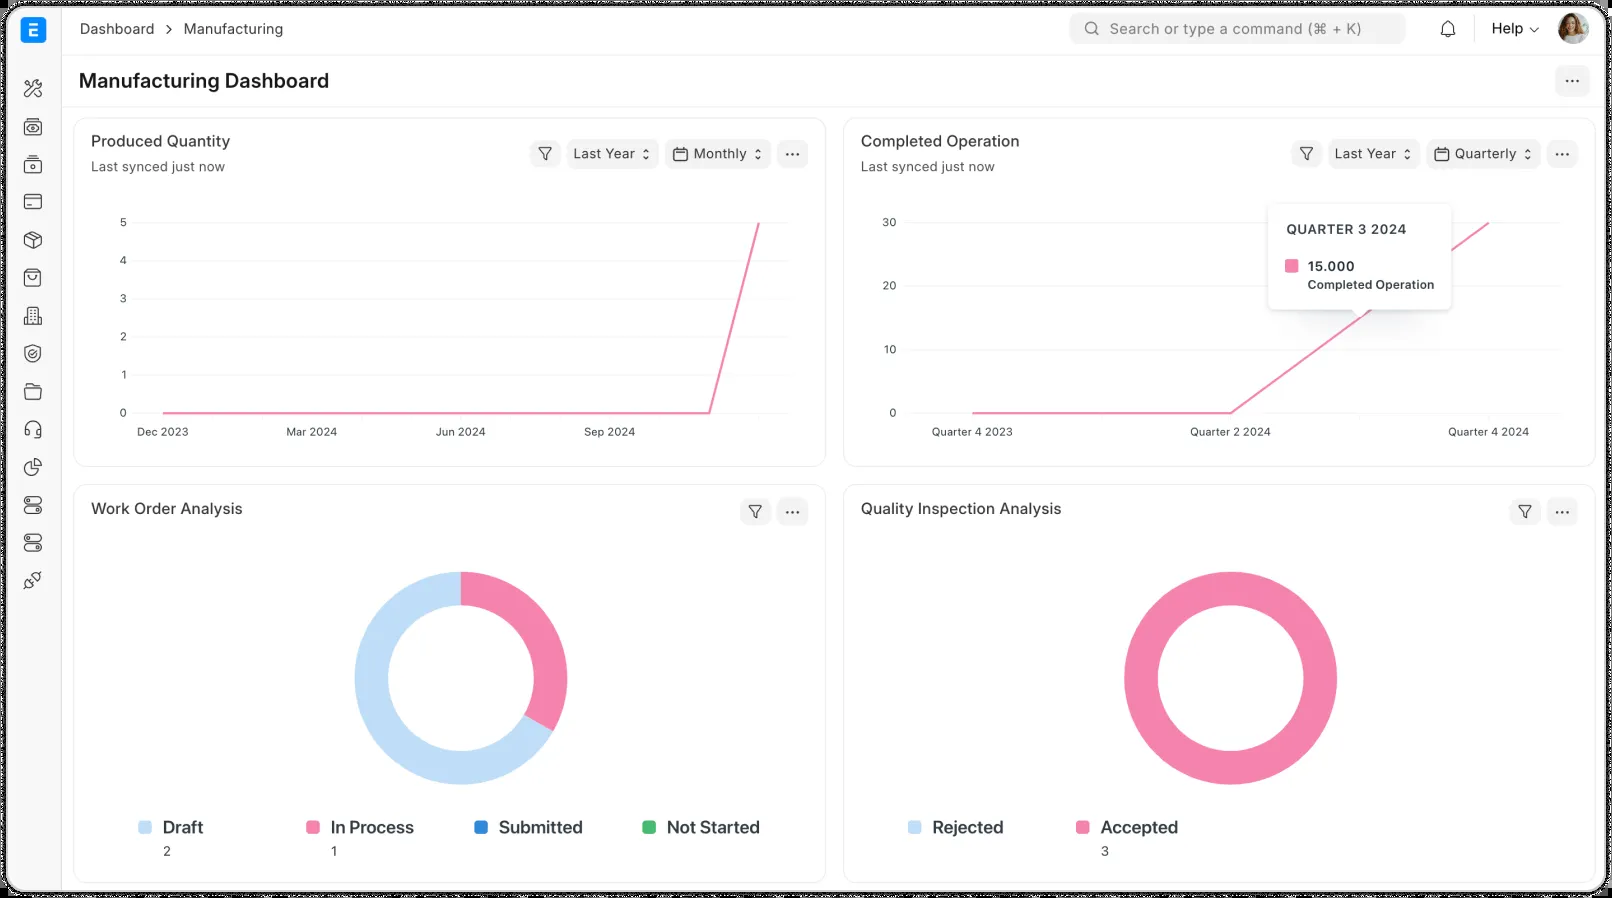 E
Dashboard > Manufacturing
Search or type a command (⌘ + K)
Help
Manufacturing Dashboard
...
Produced Quantity
Last synced just now
Last Year
Monthly
...
5
4
3
2
1
0
Dec 2023
Mar 2024
Jun 2024
Sep 2024
Completed Operation
Last synced just now
Last Year
Quarterly
...
30
20
10
0
QUARTER 3 2024
15.000
Completed Operation
Quarter 4 2023
Quarter 2 2024
Quarter 4 2024
Work Order Analysis
...
Draft
2
In Process
1
Submitted
Not Started
Quality Inspection Analysis
...
Rejected
Accepted
3